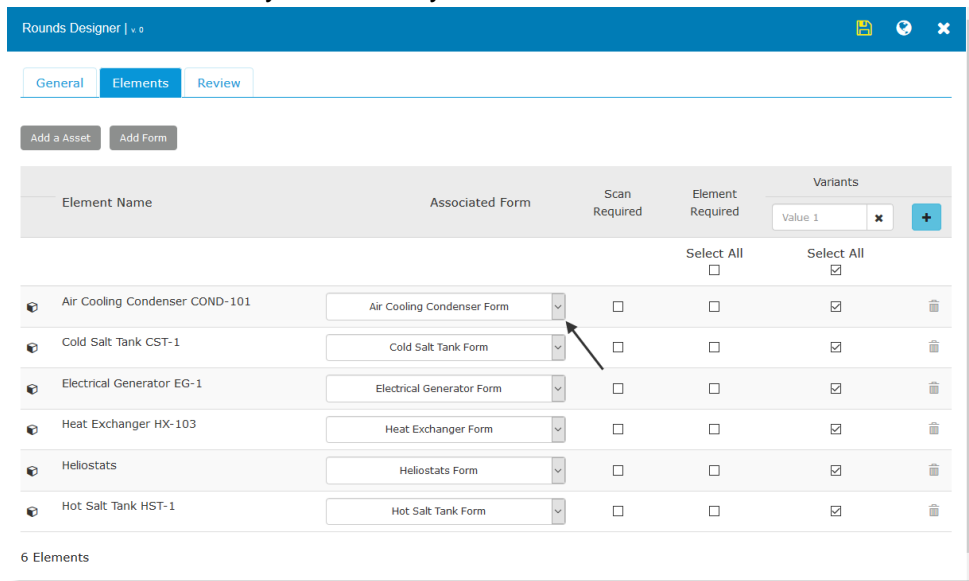 Rounds Designer | v. 0
General Elements Review
Add a Asset Add Form
Element Name Associated Form Scan Required Element Required Variants
Value 1
Select All Select All
Air Cooling Condenser COND-101 Air Cooling Condenser Form
Cold Salt Tank CST-1 Cold Salt Tank Form
Electrical Generator EG-1 Electrical Generator Form
Heat Exchanger HX-103 Heat Exchanger Form
Heliostats Heliostats Form
Hot Salt Tank HST-1 Hot Salt Tank Form
6 Elements